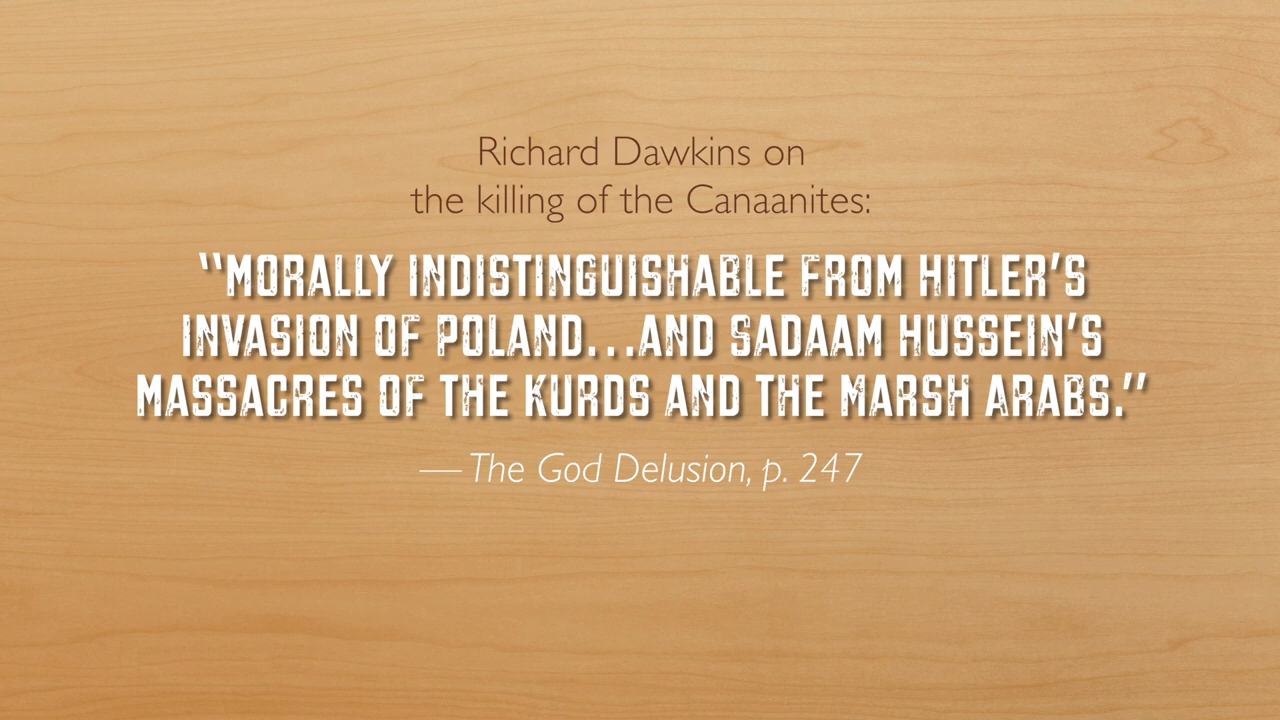 Richard Dawkins on
the killing of the Canaanites:
“MORALLY INDISTINGUISHABLE FROM HITLER’S
INVASION OF POLAND...AND SADAAM HUSSEIN’S
MASSACRES OF THE KURDS AND THE MARSH ARABS.”
—The God Delusion, p. 247